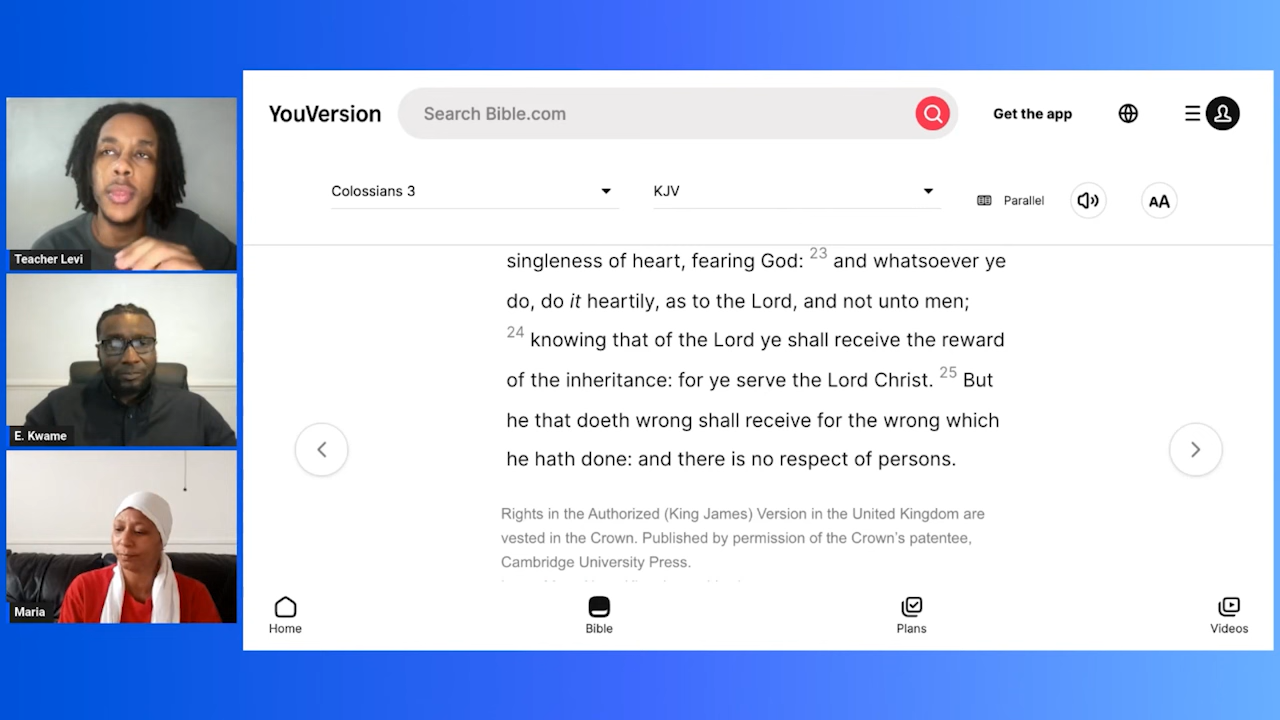 YouVersion
Search Bible.com
Get the app
Colossians 3
KJV
Parallel
AA
singleness of heart, fearing God: 23 and whatsoever ye
do, do it heartily, as to the Lord, and not unto men;
24 knowing that of the Lord ye shall receive the reward
of the inheritance: for ye serve the Lord Christ. 25 But
he that doeth wrong shall receive for the wrong which
he hath done: and there is no respect of persons.
Rights in the Authorized (King James) Version in the United Kingdom are
vested in the Crown. Published by permission of the Crown’s patentee,
Cambridge University Press.
Home
Bible
Plans
Videos
Teacher Levi
E. Kwame
Maria